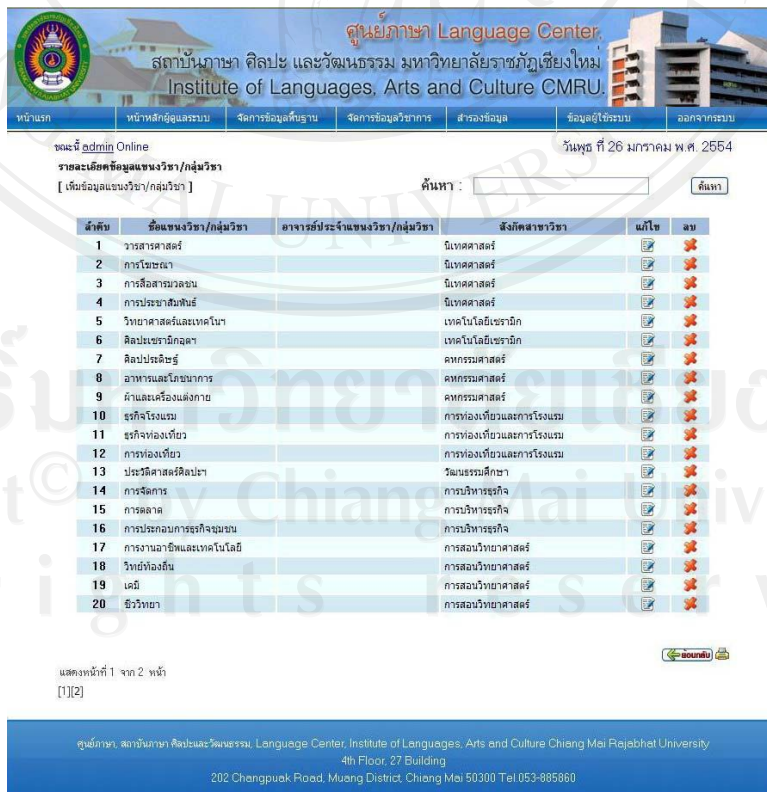 ศูนย์ภาษา Language Center,
สถาบันภาษา ศิลปะ และวัฒนธรรม มหาวิทยาลัยราชภัฏเชียงใหม่
Institute of Languages, Arts and Culture CMRU.
หน้าแรก หน้าหลักผู้ดูแลระบบ จัดการข้อมูลพื้นฐาน จัดการข้อมูลวิชาการ สำรองข้อมูล ข้อมูลผู้ใช้ระบบ ออกจากระบบ
ขณะนี้ admin Online วันพุธ ที่ 26 มกราคม พ.ศ. 2554
รายละเอียดข้อมูลแขนงวิชา/กลุ่มวิชา
[ เพิ่มข้อมูลแขนงวิชา/กลุ่มวิชา ] ค้นหา : ค้นหา
ลำดับ ชื่อแขนงวิชา/กลุ่มวิชา อาจารย์ประจำแขนงวิชา/กลุ่มวิชา สังกัดสาขาวิชา แก้ไข ลบ
1 วารสารศาสตร์ นิเทศศาสตร์
2 การโฆษณา นิเทศศาสตร์
3 การสื่อสารมวลชน นิเทศศาสตร์
4 การประชาสัมพันธ์ นิเทศศาสตร์
5 วิทยาศาสตร์และเทคโนฯ เทคโนโลยีเซรามิก
6 ศิลปะเซรามิกอุตฯ เทคโนโลยีเซรามิก
7 ศิลปประดิษฐ์ คหกรรมศาสตร์
8 อาหารและโภชนาการ คหกรรมศาสตร์
9 ผ้าและเครื่องแต่งกาย คหกรรมศาสตร์
10 ธุรกิจโรงแรม การท่องเที่ยวและการโรงแรม
11 ธุรกิจท่องเที่ยว การท่องเที่ยวและการโรงแรม
12 การท่องเที่ยว การท่องเที่ยวและการโรงแรม
13 ประวัติศาสตร์ศิลปะฯ วัฒนธรรมศึกษา
14 การจัดการ การบริหารธุรกิจ
15 การตลาด การบริหารธุรกิจ
16 การประกอบการธุรกิจชุมชน การบริหารธุรกิจ
17 การงานอาชีพและเทคโนโลยี การสอนวิทยาศาสตร์
18 วิทย์ท้องถิ่น การสอนวิทยาศาสตร์
19 เคมี การสอนวิทยาศาสตร์
20 ชีววิทยา การสอนวิทยาศาสตร์
ย้อนกลับ
แสดงหน้าที่ 1 จาก 2 หน้า
[1][2]
ศูนย์ภาษา, สถาบันภาษา ศิลปะและวัฒนธรรม, Language Center, Institute of Languages, Arts and Culture Chiang Mai Rajabhat University
4th Floor, 27 Building
202 Changpuak Road, Muang District, Chiang Mai 50300 Tel.053-885860